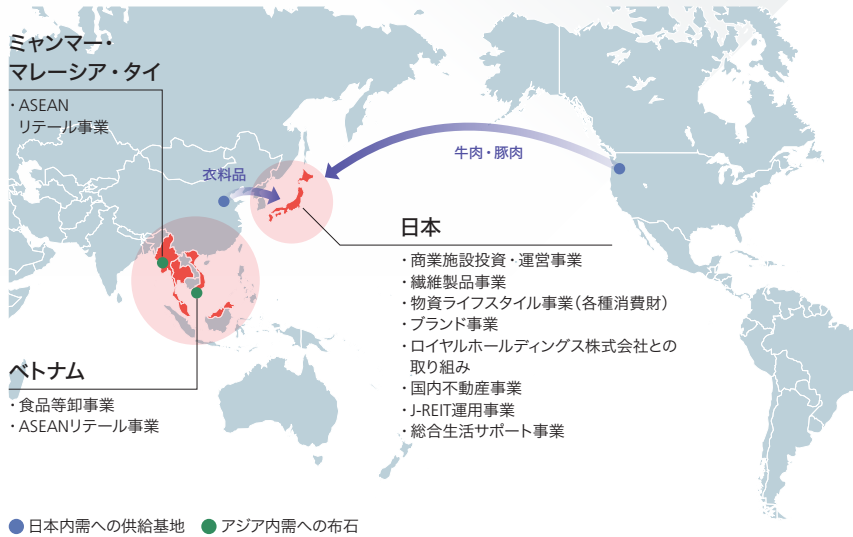 ミャンマー・
マレーシア・タイ
・ASEAN
リテール事業
衣料品
牛肉・豚肉
日本
・商業施設投資・運営事業
・繊維製品事業
・物資ライフスタイル事業（各種消費財）
・ブランド事業
・ロイヤルホールディングス株式会社との
取り組み
・国内不動産事業
・J-REIT運用事業
・総合生活サポート事業
ベトナム
・食品等卸事業
・ASEANリテール事業
日本内需への供給基地
アジア内需への布石